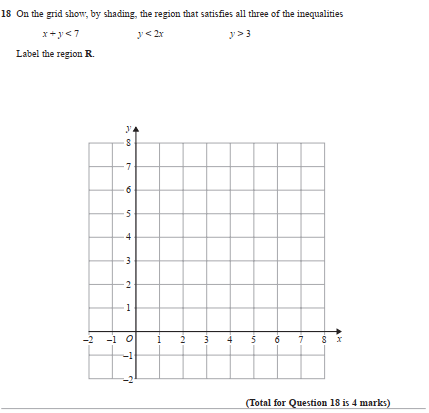 18 On the grid show, by shading, the region that satisfies all three of the inequalities
x + y < 7 y < 2x y > 3
Label the region R.
y
8
7
6
5
4
3
2
1
-2 -1 O 1 2 3 4 5 6 7 8 x
-1
-2
(Total for Question 18 is 4 marks)